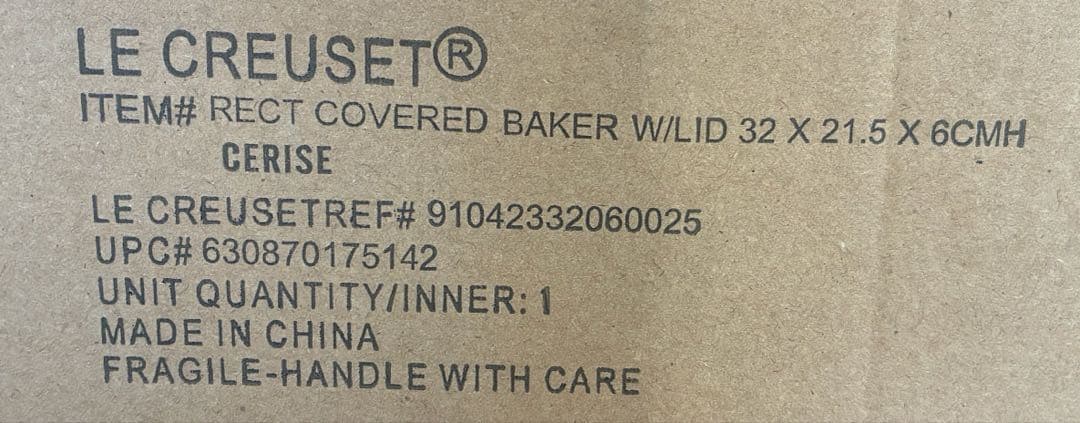 LE CREUSET®
ITEM# RECT COVERED BAKER W/LID 32 X 21.5 X 6CMH
CERISE
LE CREUSETREF# 91042332060025
UPC# 630870175142
UNIT QUANTITY/INNER: 1
MADE IN CHINA
FRAGILE-HANDLE WITH CARE